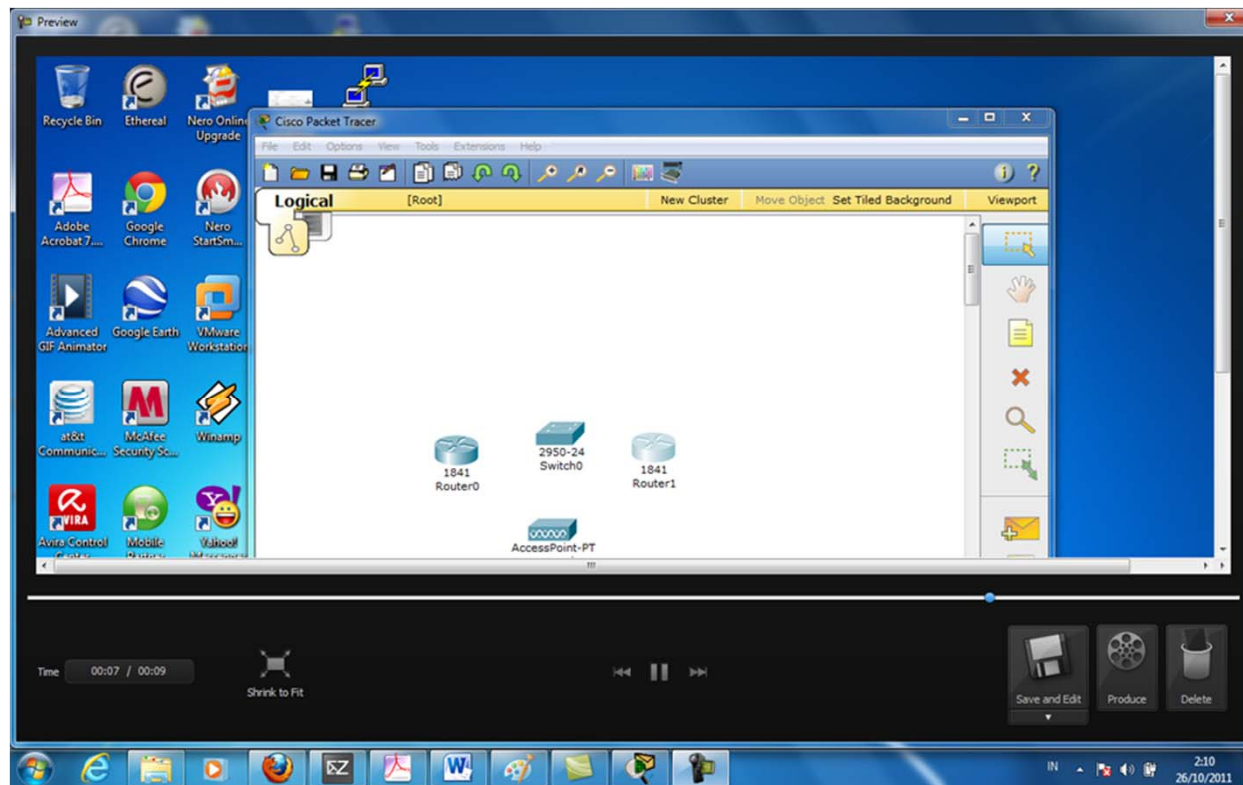 Preview
Recycle Bin
Ethereal
Nero Online
Upgrade
Adobe
Acrobat 7....
Google
Chrome
Nero
StartSm...
Advanced
GIF Animator
Google Earth
VMware
Workstation
at&t
Communic...
McAfee
Security Sc...
Winamp
AVIRA
Avira Control
Mobile
Yahoo!
Cisco Packet Tracer
File Edit Options View Tools Extensions Help
Logical [Root] New Cluster Move Object Set Tiled Background Viewport
2950-24
Switch0
1841
Router0
1841
Router1
AccessPoint-PT
Time 00:07 / 00:09
Shrink to Fit
Save and Edit
Produce
Delete
IN
2:10
26/10/2011